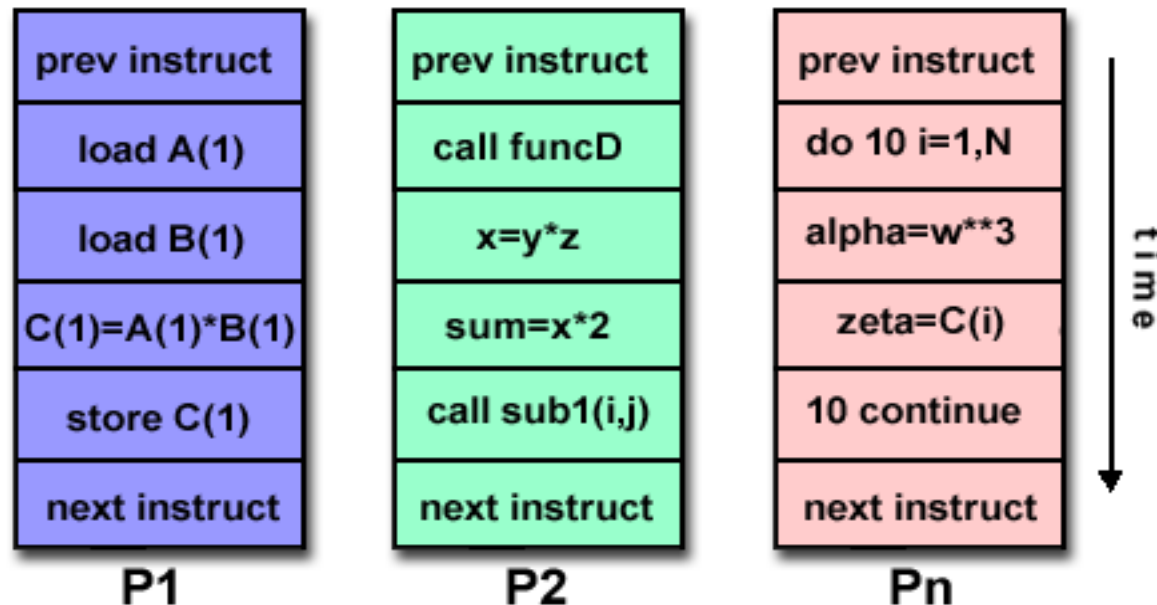 prev instruct
load A(1)
load B(1)
C(1)=A(1)*B(1)
store C(1)
next instruct
P1
prev instruct
call funcD
x=y*z
sum=x*2
call sub1(i,j)
next instruct
P2
prev instruct
do 10 i=1,N
alpha=w**3
zeta=C(i)
10 continue
next instruct
Pn
time